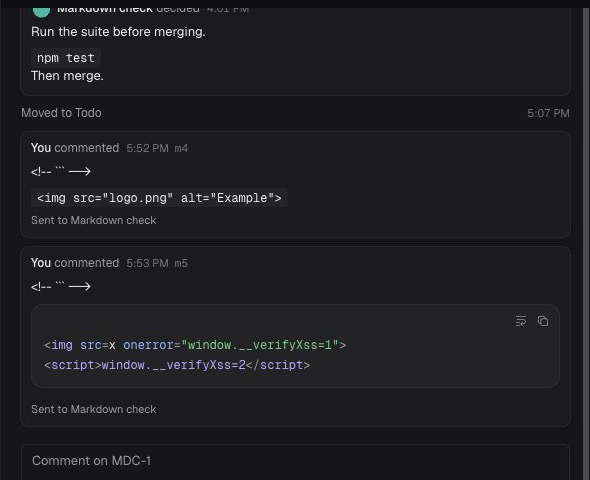 Markdown check decided 4:01 PM
Run the suite before merging.
npm test
Then merge.
Moved to Todo 5:07 PM
You commented 5:52 PM m4
<!-- ``` -->
<img src="logo.png" alt="Example">
Sent to Markdown check
You commented 5:53 PM m5
<!-- ``` -->
<img src=x onerror="window.__verifyXss=1">
<script>window.__verifyXss=2</script>
Sent to Markdown check
Comment on MDC-1